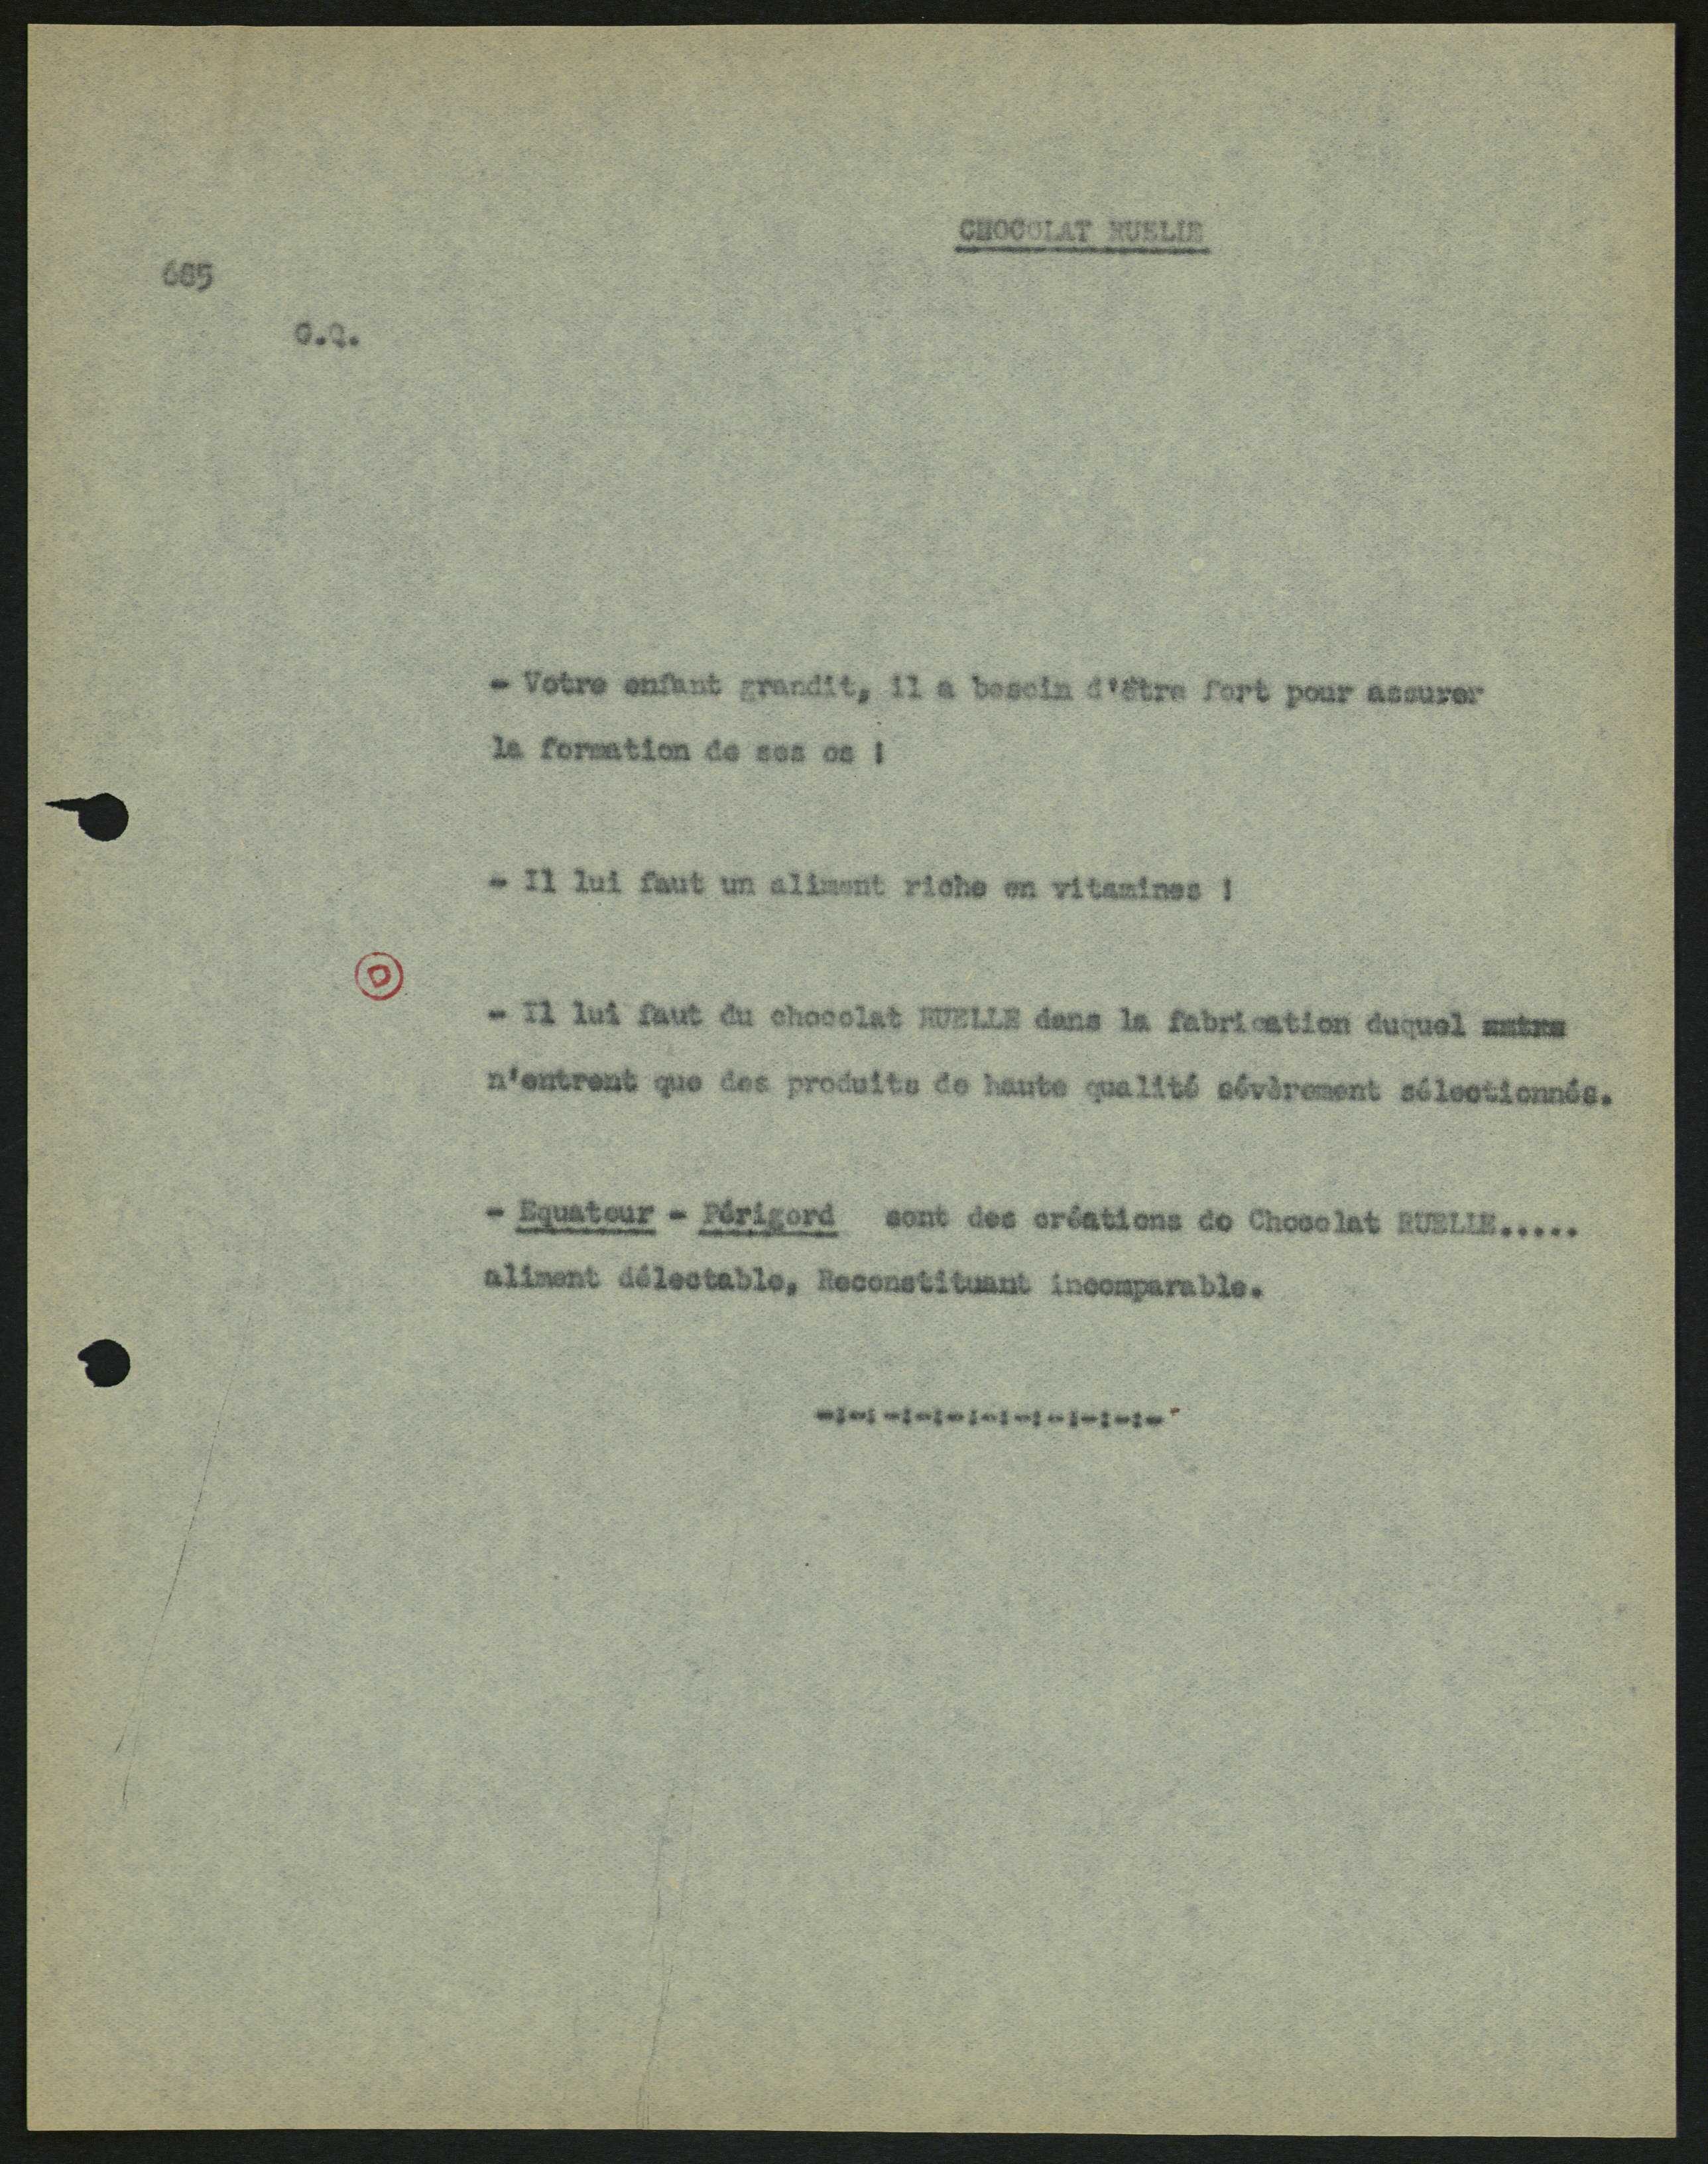 CHOCOLAT RUELLE
685
- Votre enfant grandit, il a besoin d'être fort pour assurer
la formation de ses os !
- Il lui faut un aliment riche en vitamines !
- Il lui faut du chocolat RUELLE dans la fabrication duquel
n'entrent que des produits de haute qualité sévèrement sélectionnés.
- Equateur - Périgord sont des créations de Chocolat RUELLE.....
aliment délectable, Reconstituant incomparable.
-:-:-:-:-:-:-:-:-:-:-